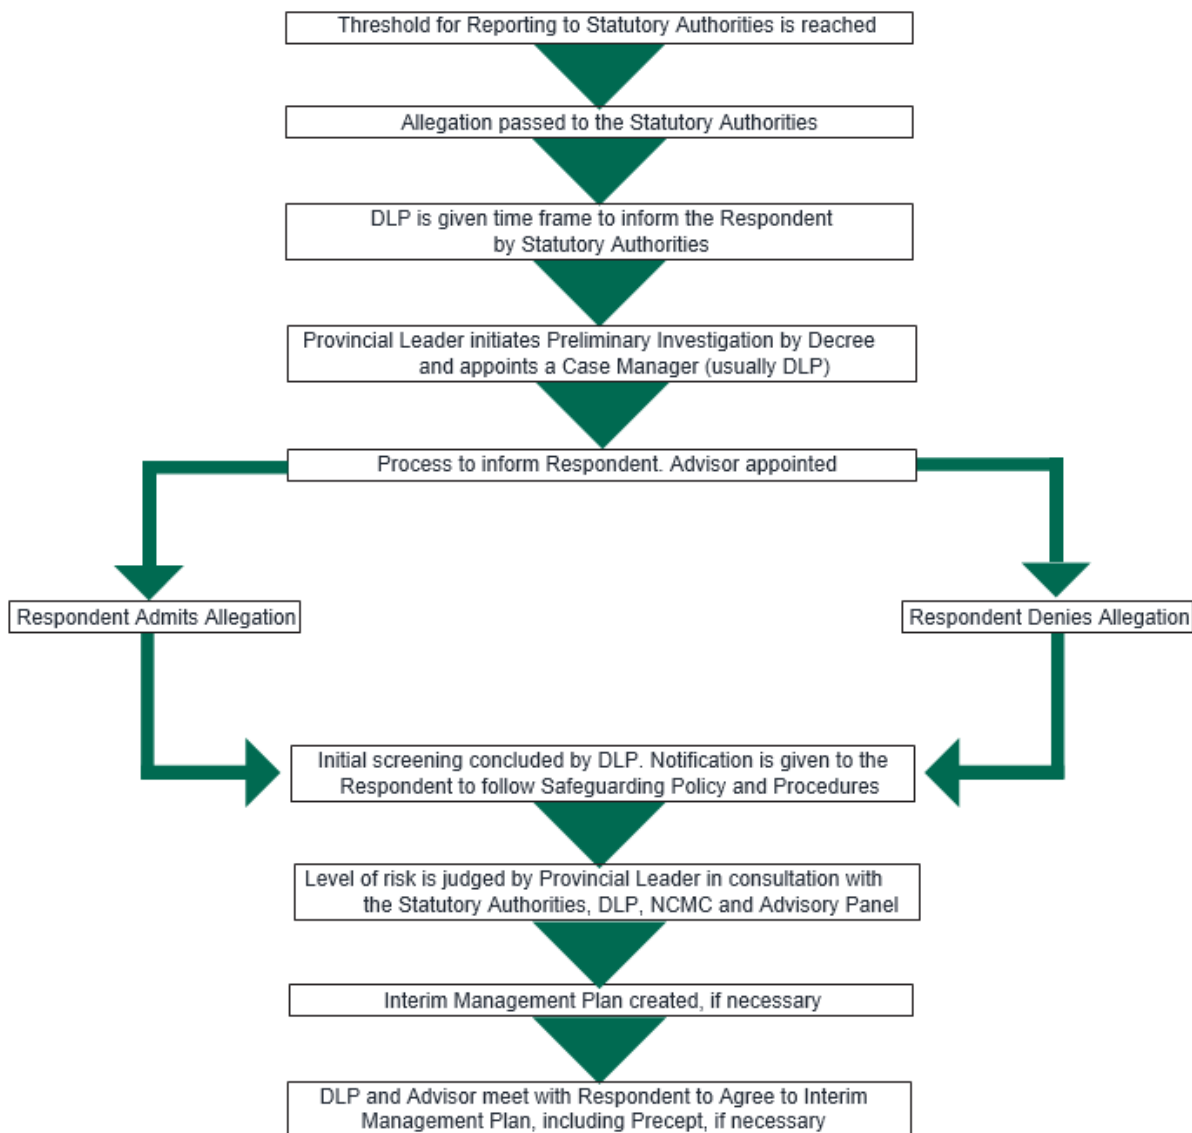 Threshold for Reporting to Statutory Authorities is reached
Allegation passed to the Statutory Authorities
DLP is given time frame to inform the Respondent
by Statutory Authorities
Provincial Leader initiates Preliminary Investigation by Decree
and appoints a Case Manager (usually DLP)
Process to inform Respondent. Advisor appointed
Respondent Admits Allegation
Respondent Denies Allegation
Initial screening concluded by DLP. Notification is given to the
Respondent to follow Safeguarding Policy and Procedures
Level of risk is judged by Provincial Leader in consultation with
the Statutory Authorities, DLP, NCMC and Advisory Panel
Interim Management Plan created, if necessary
DLP and Advisor meet with Respondent to Agree to Interim
Management Plan, including Precept, if necessary